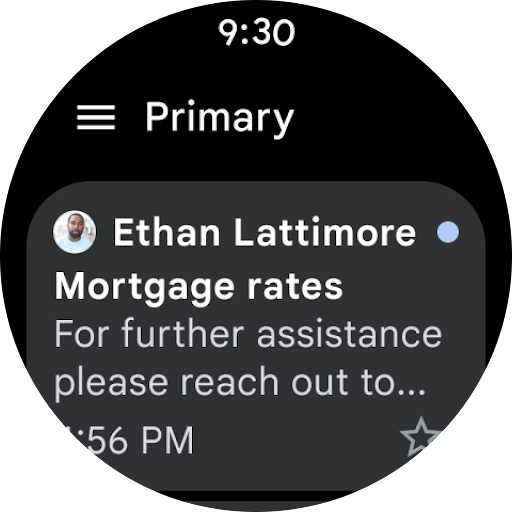 9:30
Primary
Ethan Lattimore
Mortgage rates
For further assistance
please reach out to...
:56 PM